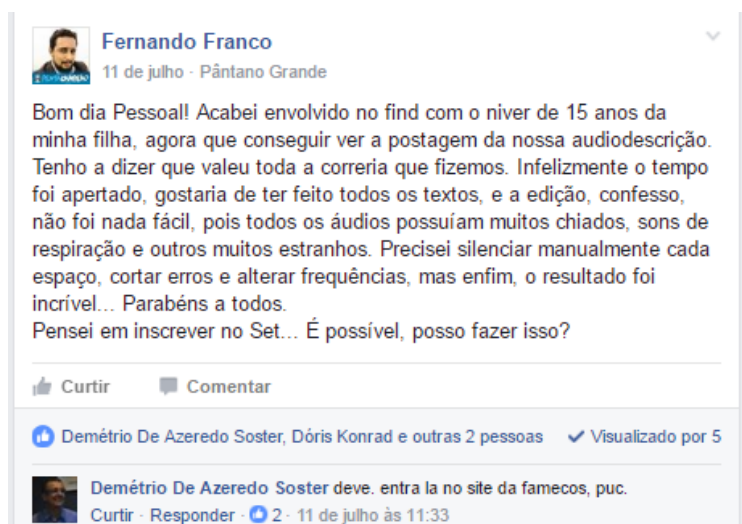 Fernando Franco
11 de julho · Pântano Grande
Bom dia Pessoal! Acabei envolvido no find com o niver de 15 anos da
minha filha, agora que conseguir ver a postagem da nossa audiodescrição.
Tenho a dizer que valeu toda a correria que fizemos. Infelizmente o tempo
foi apertado, gostaria de ter feito todos os textos, e a edição, confesso,
não foi nada fácil, pois todos os áudios possuíam muitos chiados, sons de
respiração e outros muitos estranhos. Precisei silenciar manualmente cada
espaço, cortar erros e alterar frequências, mas enfim, o resultado foi
incrível... Parabéns a todos.
Pensei em inscrever no Set... É possível, posso fazer isso?
Curtir Comentar
Demétrio De Azeredo Soster, Dóris Konrad e outras 2 pessoas Visualizado por 5
Demétrio De Azeredo Soster deve. entra la no site da famecos, puc.
Curtir · Responder · 2 · 11 de julho às 11:33